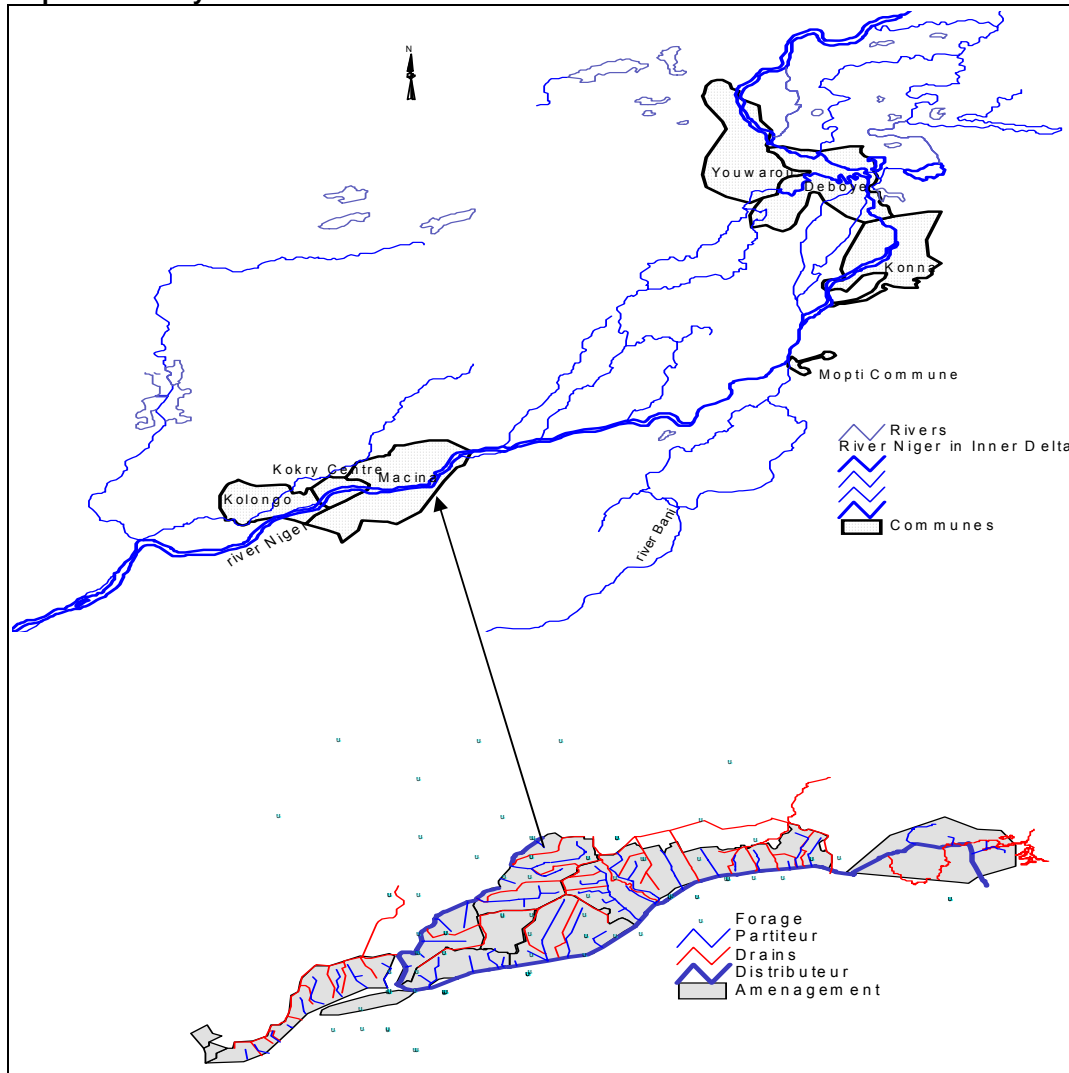 N
Youwarou
Deboye
Konna
Mopti Commune
Rivers
River Niger in Inner Delta
Communes
Kokry Centre
Macina
Kolongo
river Niger
river Bani
Forage
Partiteur
Drains
Distributeur
Amenagement